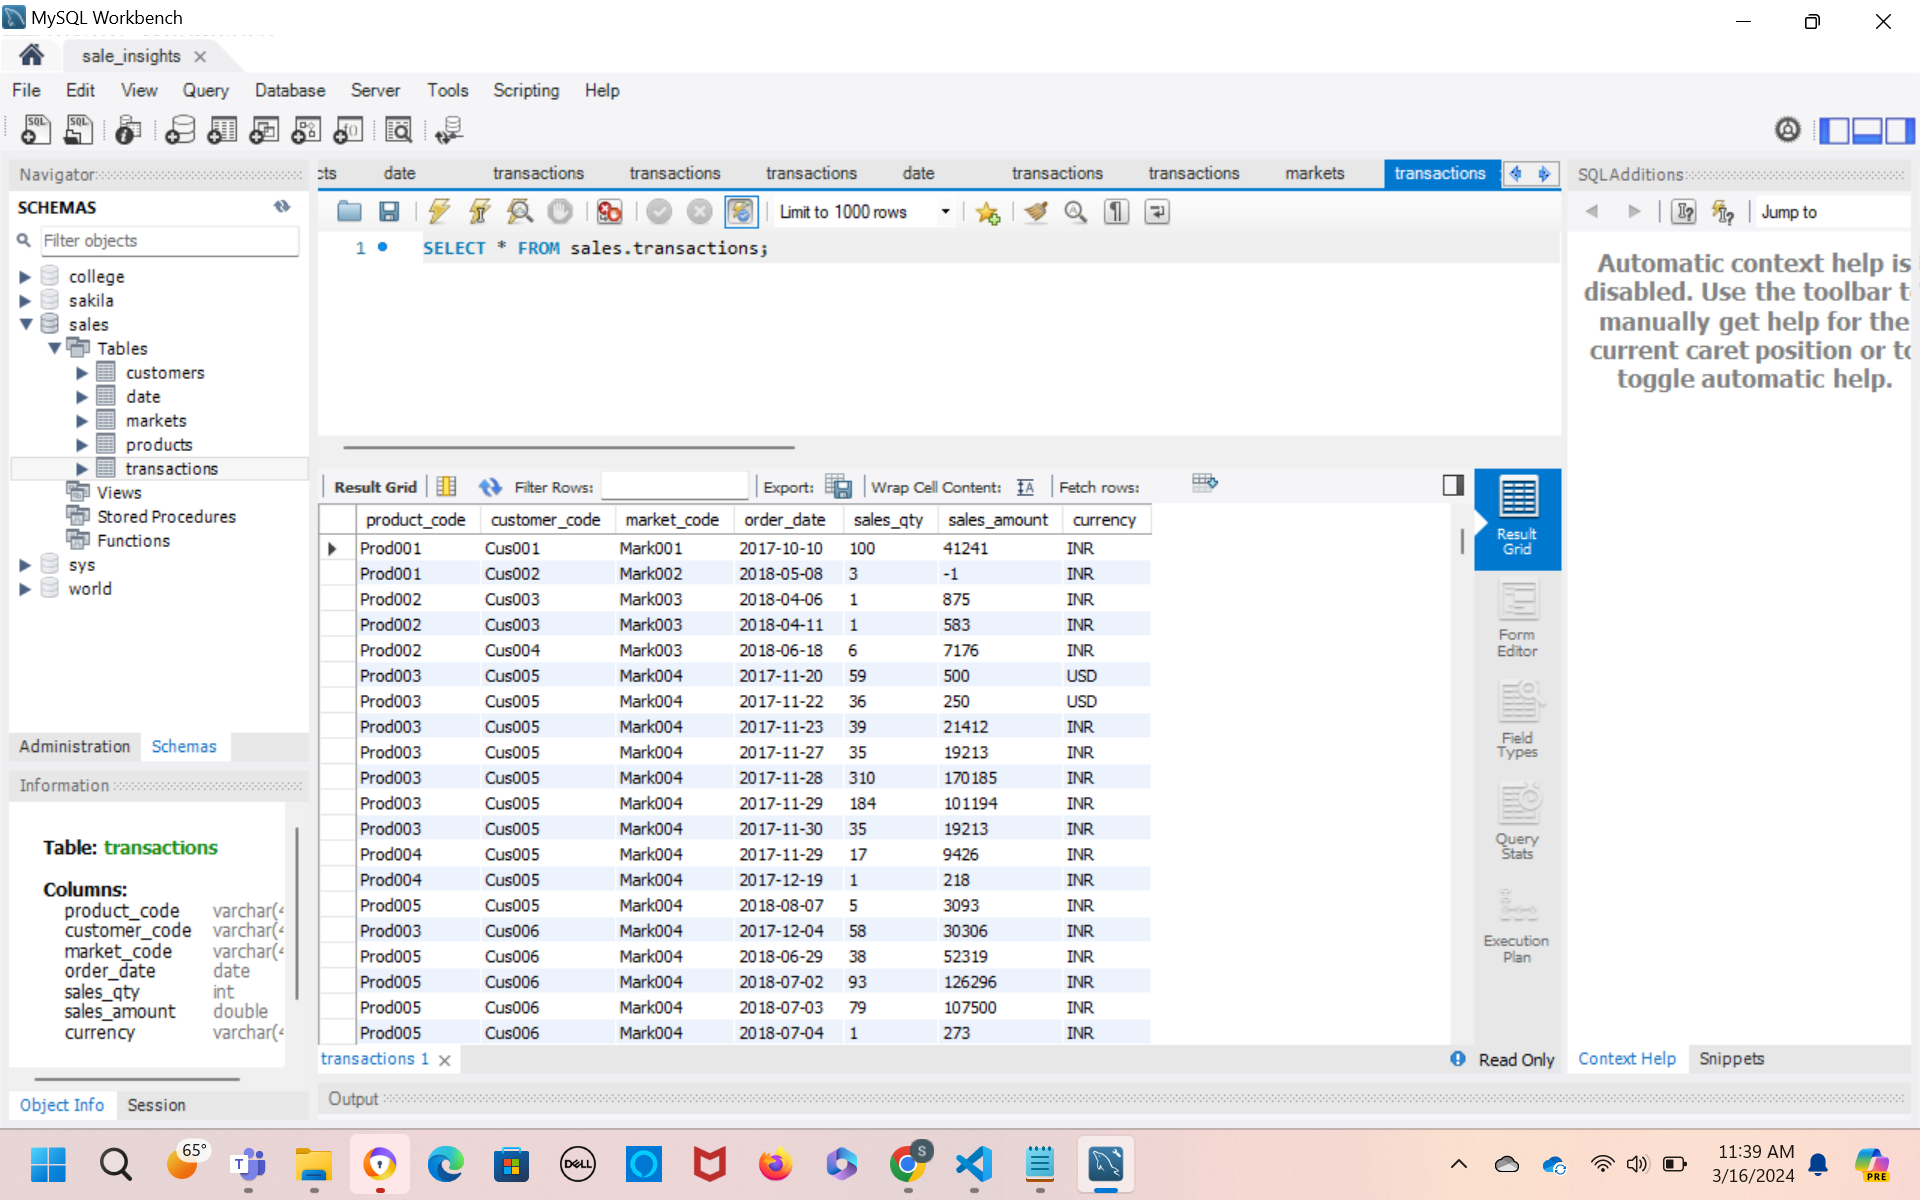 MySQL Workbench
sale_insights
File Edit View Query Database Server Tools Scripting Help
Navigator
SCHEMAS
Filter objects
college
sakila
sales
Tables
customers
date
markets
products
transactions
Views
Stored Procedures
Functions
sys
world
Administration Schemas
Information
Table: transactions
Columns:
product_code varchar(4
customer_code varchar(4
market_code varchar(4
order_date date
sales_qty int
sales_amount double
currency varchar(4
Object Info Session
cts date transactions transactions transactions date transactions transactions markets transactions
Limit to 1000 rows
1 SELECT * FROM sales.transactions;
Result Grid Filter Rows: Export: Wrap Cell Content: Fetch rows:
product_code customer_code market_code order_date sales_qty sales_amount currency
Prod001 Cus001 Mark001 2017-10-10 100 41241 INR
Prod001 Cus002 Mark002 2018-05-08 3 -1 INR
Prod002 Cus003 Mark003 2018-04-06 1 875 INR
Prod002 Cus003 Mark003 2018-04-11 1 583 INR
Prod002 Cus004 Mark003 2018-06-18 6 7176 INR
Prod003 Cus005 Mark004 2017-11-20 59 500 USD
Prod003 Cus005 Mark004 2017-11-22 36 250 USD
Prod003 Cus005 Mark004 2017-11-23 39 21412 INR
Prod003 Cus005 Mark004 2017-11-27 35 19213 INR
Prod003 Cus005 Mark004 2017-11-28 310 170185 INR
Prod003 Cus005 Mark004 2017-11-29 184 101194 INR
Prod003 Cus005 Mark004 2017-11-30 35 19213 INR
Prod004 Cus005 Mark004 2017-11-29 17 9426 INR
Prod004 Cus005 Mark004 2017-12-19 1 218 INR
Prod005 Cus005 Mark004 2018-08-07 5 3093 INR
Prod003 Cus006 Mark004 2017-12-04 58 30306 INR
Prod005 Cus006 Mark004 2018-06-29 38 52319 INR
Prod005 Cus006 Mark004 2018-07-02 93 126296 INR
Prod005 Cus006 Mark004 2018-07-03 79 107500 INR
Prod005 Cus006 Mark004 2018-07-04 1 273 INR
transactions 1
Read Only
Output
Result
Grid
Form
Editor
Field
Types
Query
Stats
Execution
Plan
SQLAdditions
Jump to
Automatic context help is
disabled. Use the toolbar t
manually get help for the
current caret position or to
toggle automatic help.
Context Help Snippets
65°
DELL
S
11:39 AM
3/16/2024
PRE